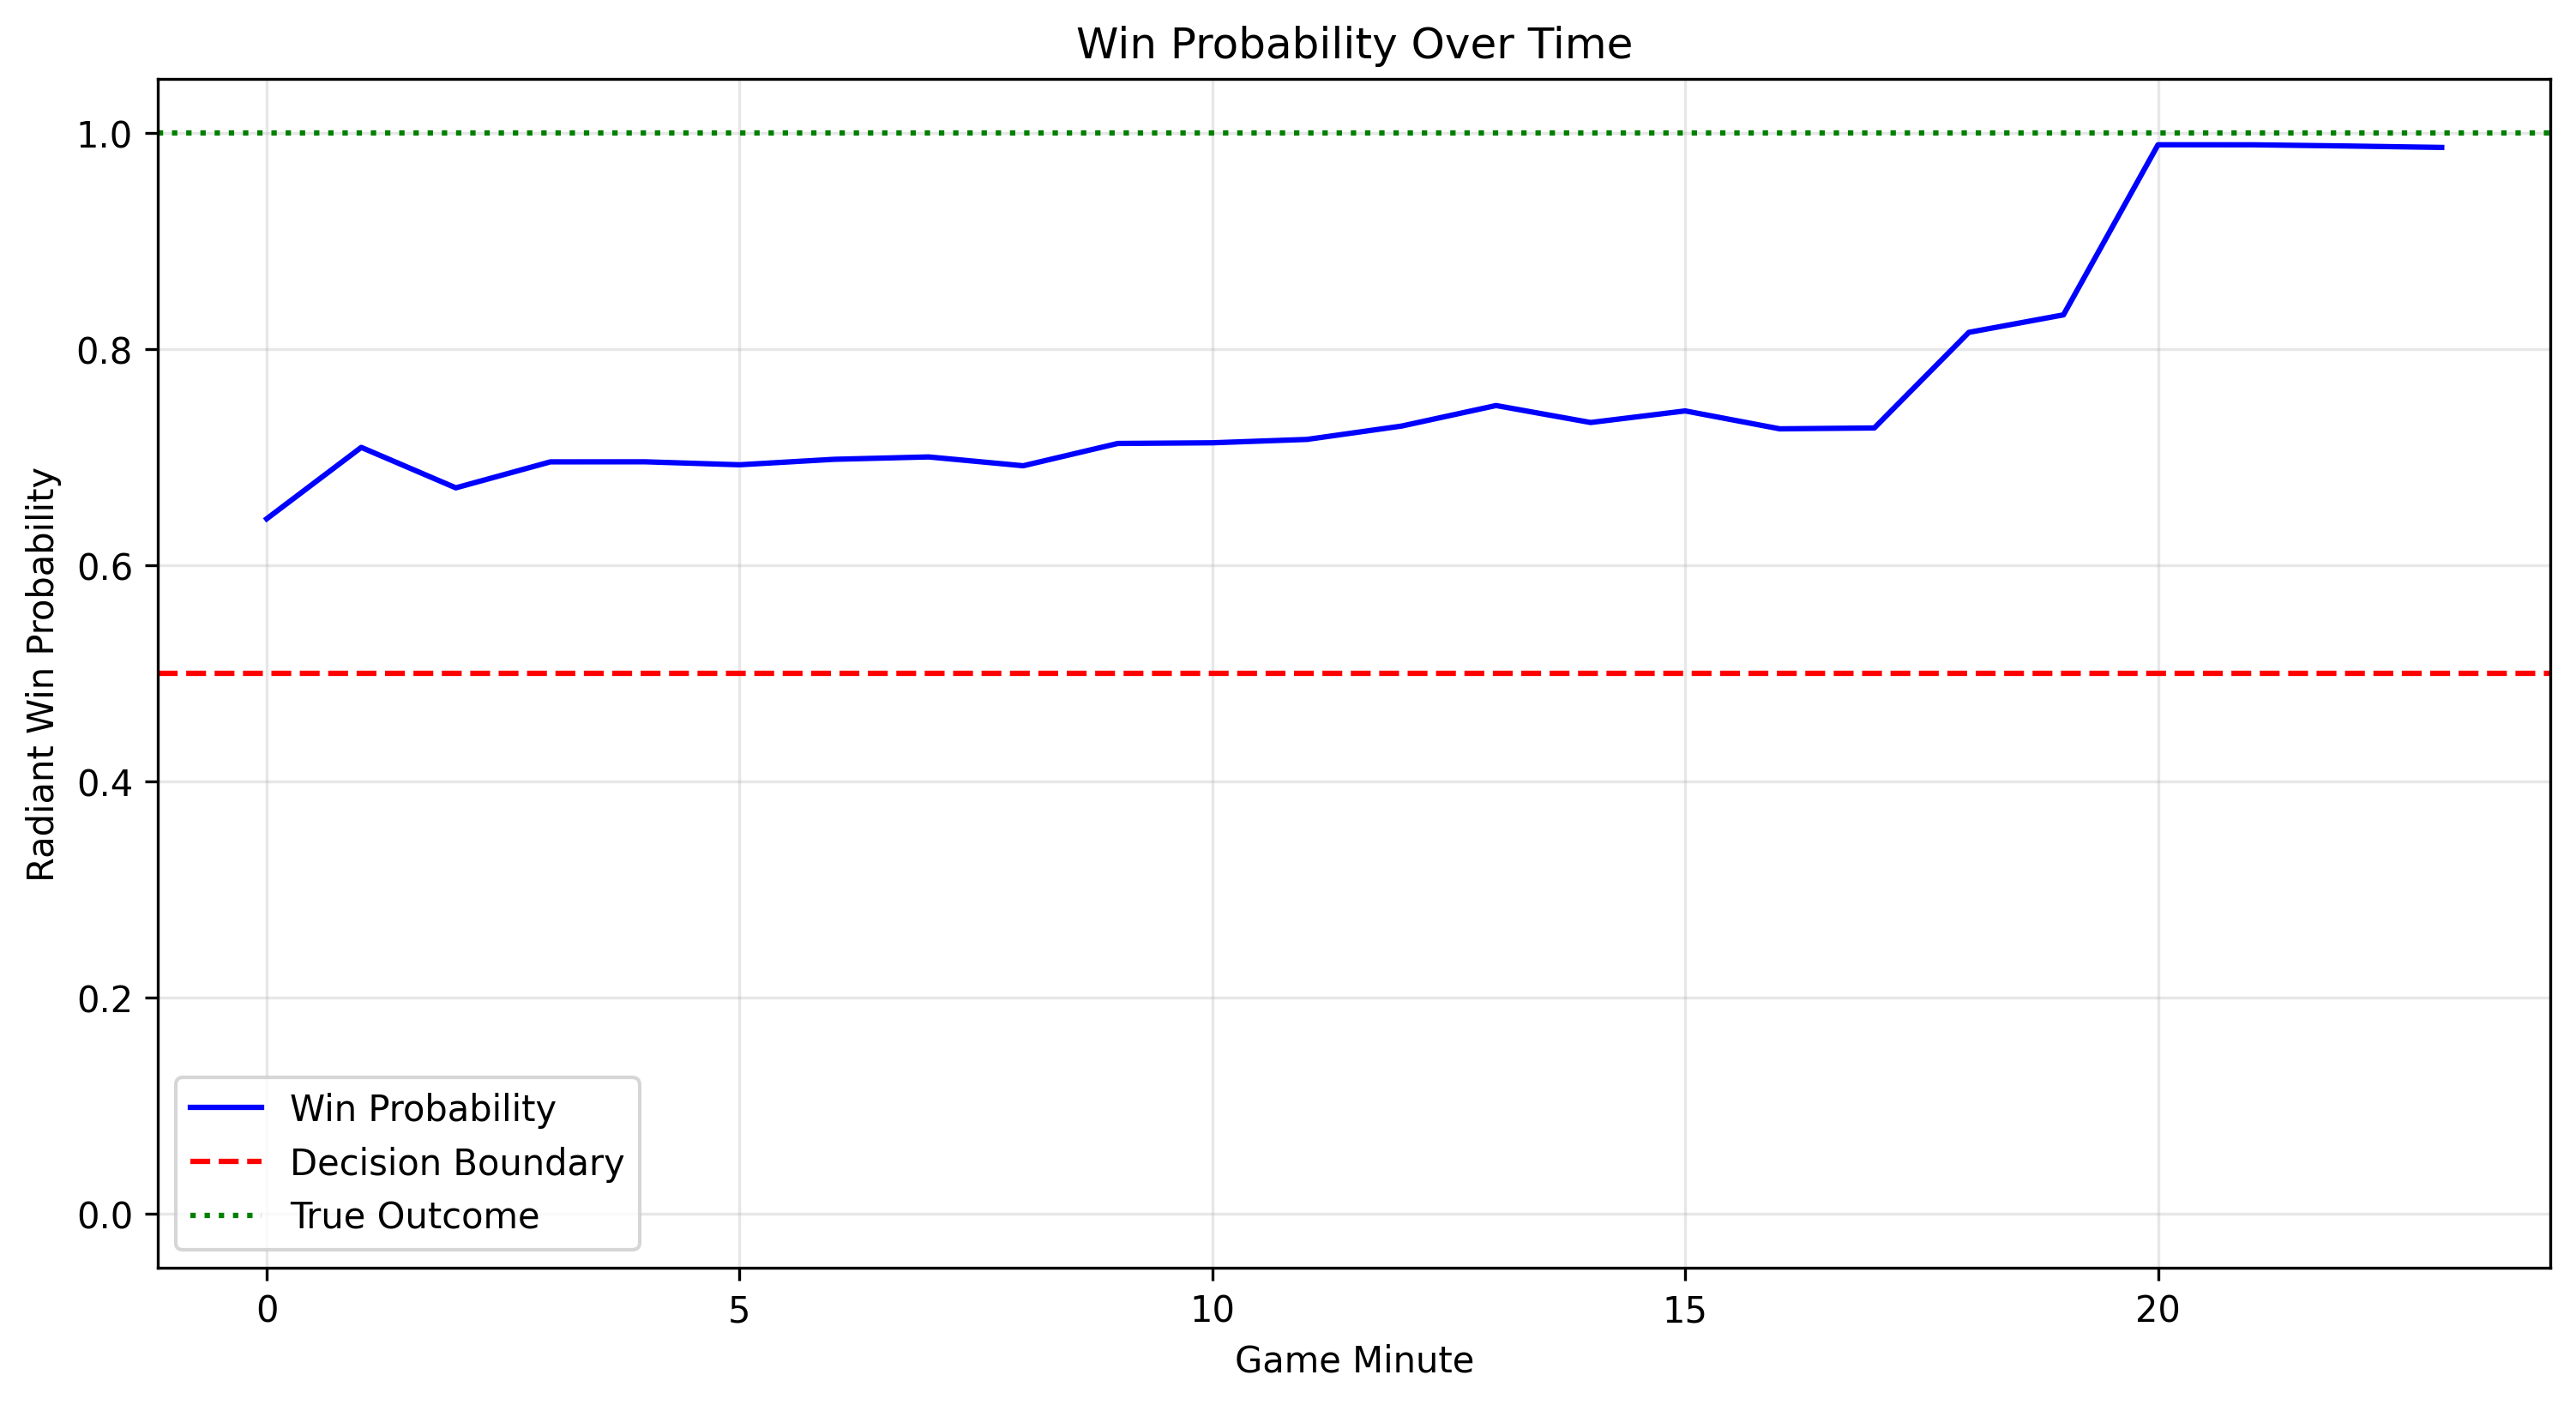 Win Probability Over Time
Radiant Win Probability
1.0
0.8
0.6
0.4
0.2
0.0
Win Probability
Decision Boundary
True Outcome
0 5 10 15 20
Game Minute